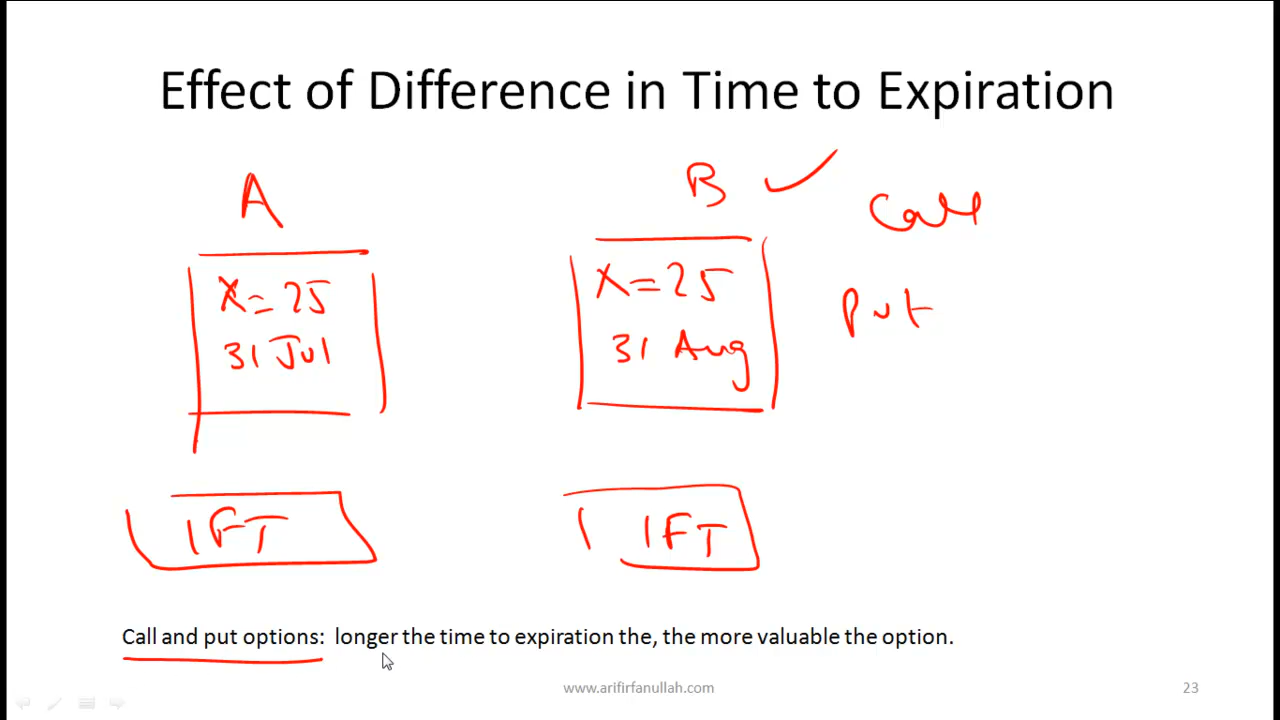 Effect of Difference in Time to Expiration
A
B
Call
X=25
31 Jul
X=25
31 Aug
Put
IFT
IFT
Call and put options: longer the time to expiration the, the more valuable the option.
www.arifirfanullah.com
23